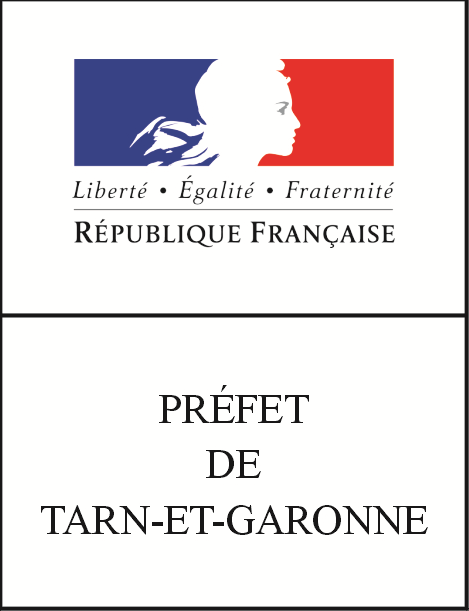 Liberté • Égalité • Fraternité
RÉPUBLIQUE FRANÇAISE
PRÉFET
DE
TARN-ET-GARONNE